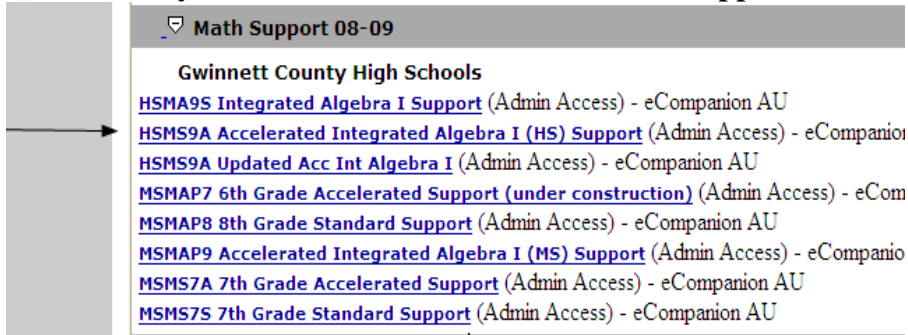 Math Support 08-09
Gwinnett County High Schools
HSMA9S Integrated Algebra I Support (Admin Access) - eCompanion AU
HSMS9A Accelerated Integrated Algebra I (HS) Support (Admin Access) - eCompanion
HSMS9A Updated Acc Int Algebra I (Admin Access) - eCompanion AU
MSMAP7 6th Grade Accelerated Support (under construction) (Admin Access) - eCom
MSMAP8 8th Grade Standard Support (Admin Access) - eCompanion AU
MSMAP9 Accelerated Integrated Algebra I (MS) Support (Admin Access) - eCompanio
MSMS7A 7th Grade Accelerated Support (Admin Access) - eCompanion AU
MSMS7S 7th Grade Standard Support (Admin Access) - eCompanion AU